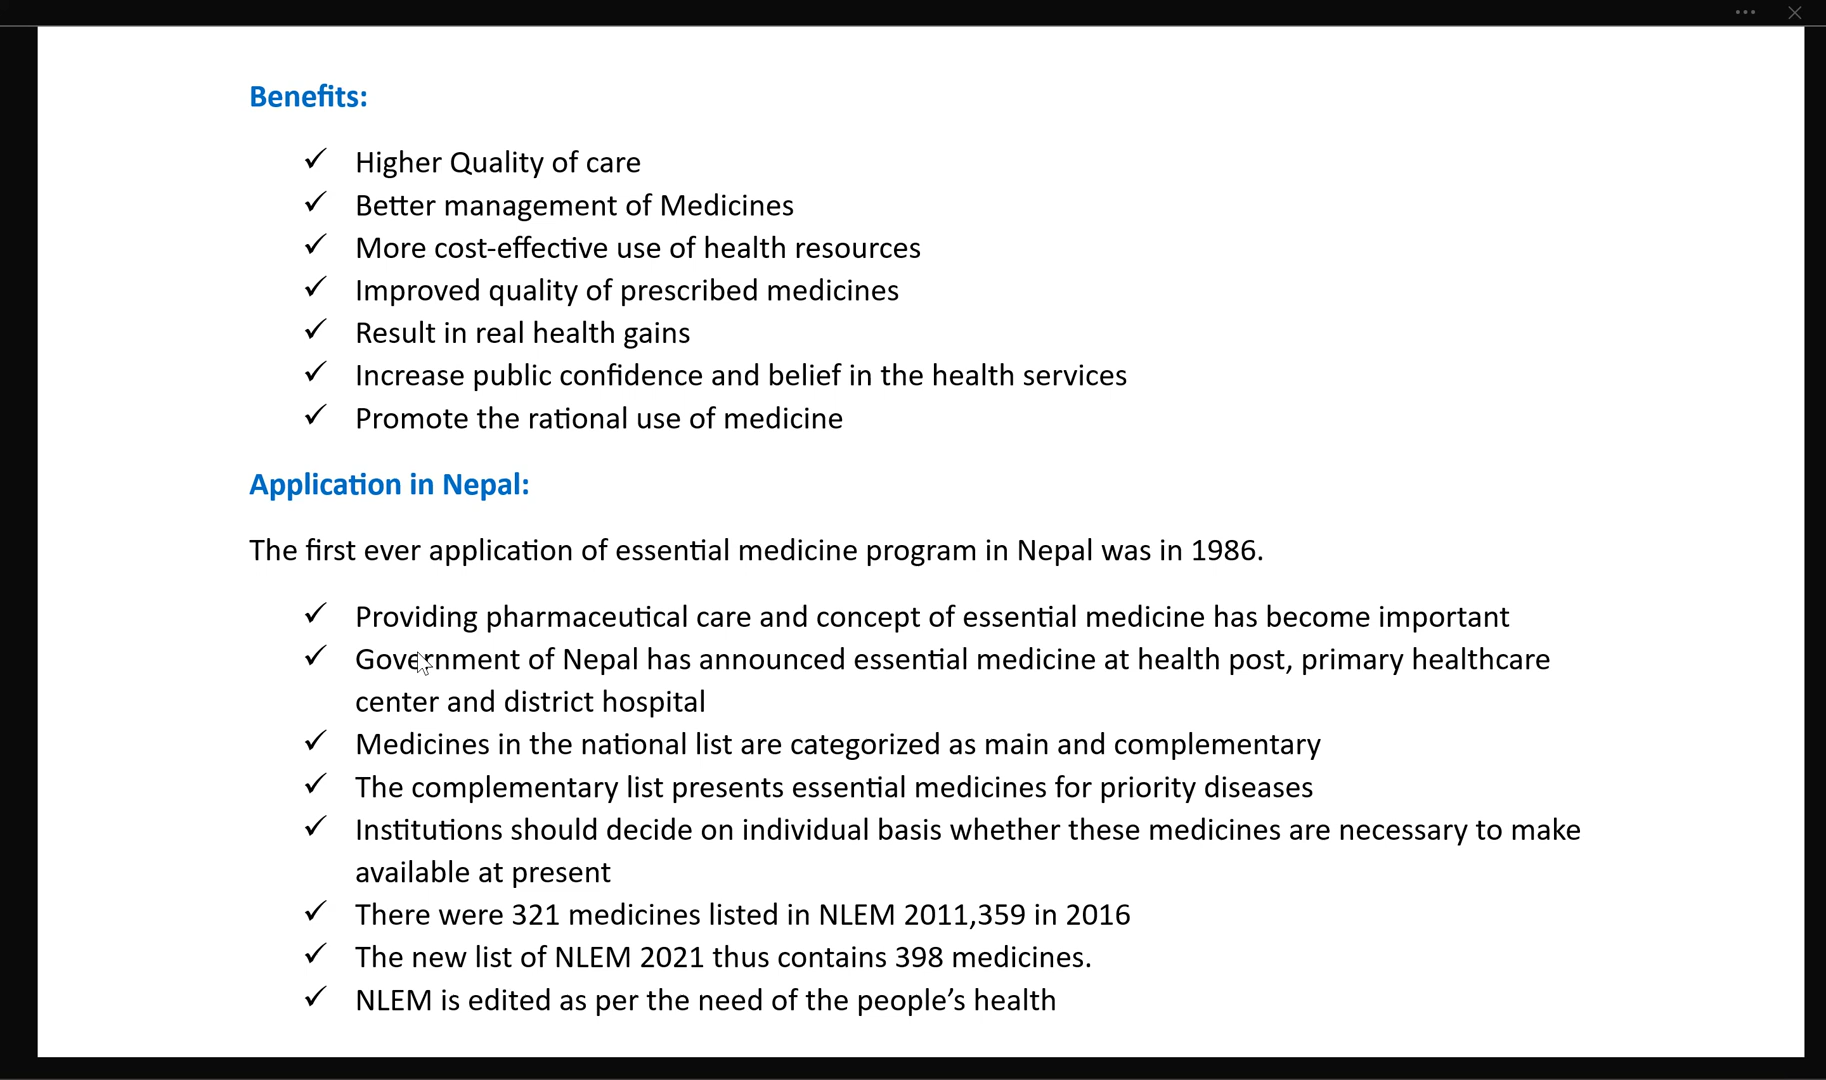 Benefits:
✓ Higher Quality of care
✓ Better management of Medicines
✓ More cost-effective use of health resources
✓ Improved quality of prescribed medicines
✓ Result in real health gains
✓ Increase public confidence and belief in the health services
✓ Promote the rational use of medicine
Application in Nepal:
The first ever application of essential medicine program in Nepal was in 1986.
✓ Providing pharmaceutical care and concept of essential medicine has become important
✓ Government of Nepal has announced essential medicine at health post, primary healthcare
center and district hospital
✓ Medicines in the national list are categorized as main and complementary
✓ The complementary list presents essential medicines for priority diseases
✓ Institutions should decide on individual basis whether these medicines are necessary to make
available at present
✓ There were 321 medicines listed in NLEM 2011,359 in 2016
✓ The new list of NLEM 2021 thus contains 398 medicines.
✓ NLEM is edited as per the need of the people’s health